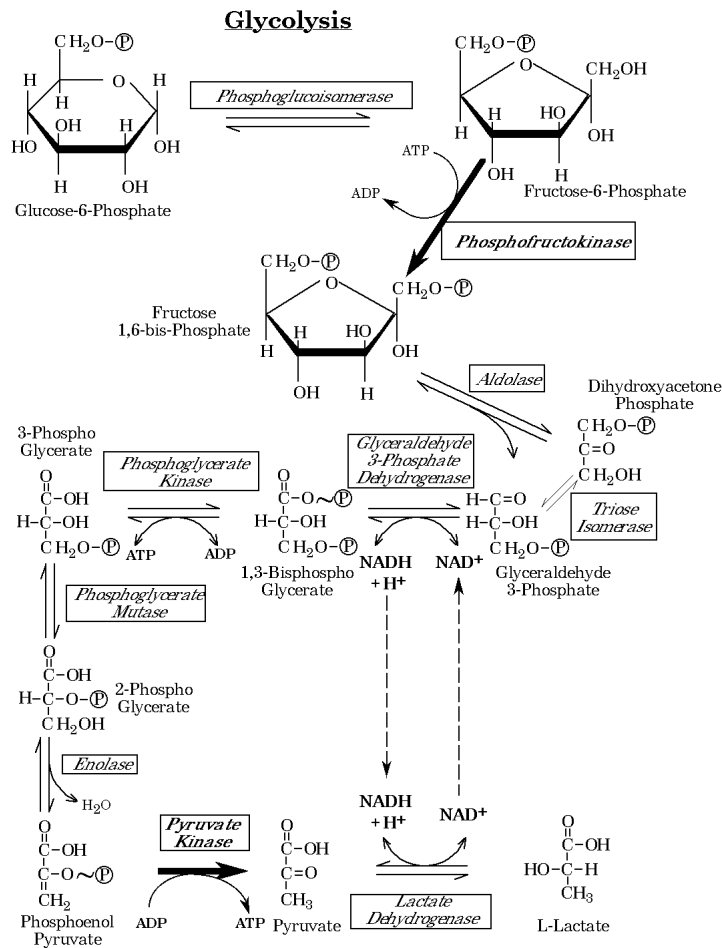 Glycolysis
CH₂O–Ⓟ
H
O
H
H
H
OH
H
HO
OH
H
OH
Glucose-6-Phosphate
Phosphoglucoisomerase
CH₂O–Ⓟ
O
CH₂OH
H
H
HO
OH
OH
H
Fructose-6-Phosphate
ATP
ADP
Phosphofructokinase
CH₂O–Ⓟ
O
CH₂O–Ⓟ
H
H
HO
OH
OH
H
Fructose
1,6-bis-Phosphate
Aldolase
Dihydroxyacetone
Phosphate
CH₂O–Ⓟ
C=O
CH₂OH
Triose
Isomerase
H–C=O
H–C–OH
CH₂O–Ⓟ
Glyceraldehyde
3-Phosphate
Glyceraldehyde
3-Phosphate
Dehydrogenase
NADH
+ H+
NAD+
O
C–O~Ⓟ
H–C–OH
CH₂O–Ⓟ
1,3-Bisphospho
Glycerate
Phosphoglycerate
Kinase
ATP
ADP
3-Phospho
Glycerate
O
C–OH
H–C–OH
CH₂O–Ⓟ
Phosphoglycerate
Mutase
O
C–OH
H–C–O–Ⓟ
CH₂OH
2-Phospho
Glycerate
Enolase
H₂O
O
C–OH
C–O~Ⓟ
CH₂
Phosphoenol
Pyruvate
Pyruvate
Kinase
ADP
ATP
O
C–OH
C=O
CH₃
Pyruvate
NADH
+ H+
NAD+
Lactate
Dehydrogenase
O
C–OH
HO–C–H
CH₃
L-Lactate